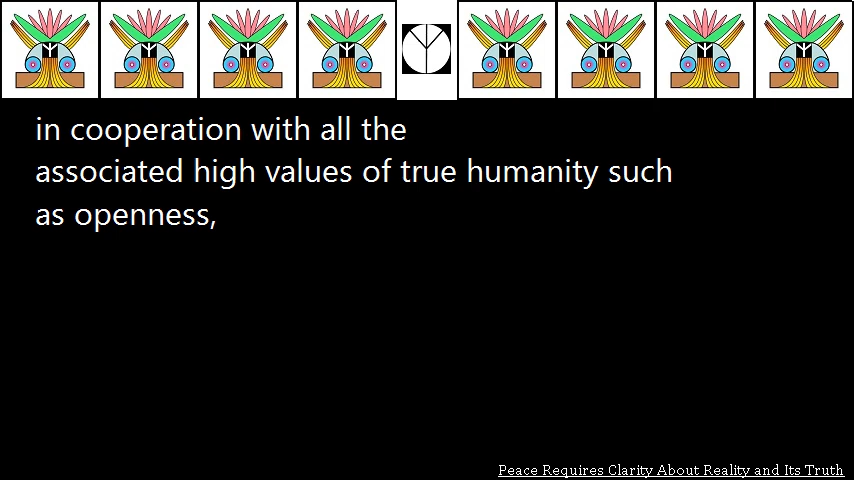 in cooperation with all the
associated high values of true humanity such
as openness,
Peace Requires Clarity About Reality and Its Truth